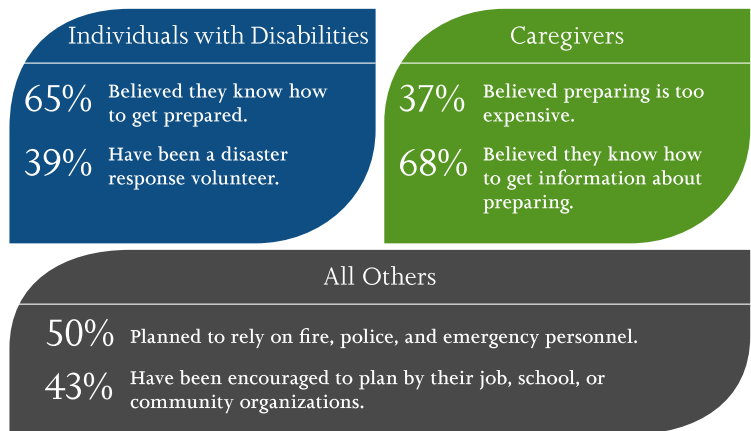 Individuals with Disabilities
65% Believed they know how
to get prepared.
39% Have been a disaster
response volunteer.
Caregivers
37% Believed preparing is too
expensive.
68% Believed they know how
to get information about
preparing.
All Others
50% Planned to rely on fire, police, and emergency personnel.
43% Have been encouraged to plan by their job, school, or
community organizations.